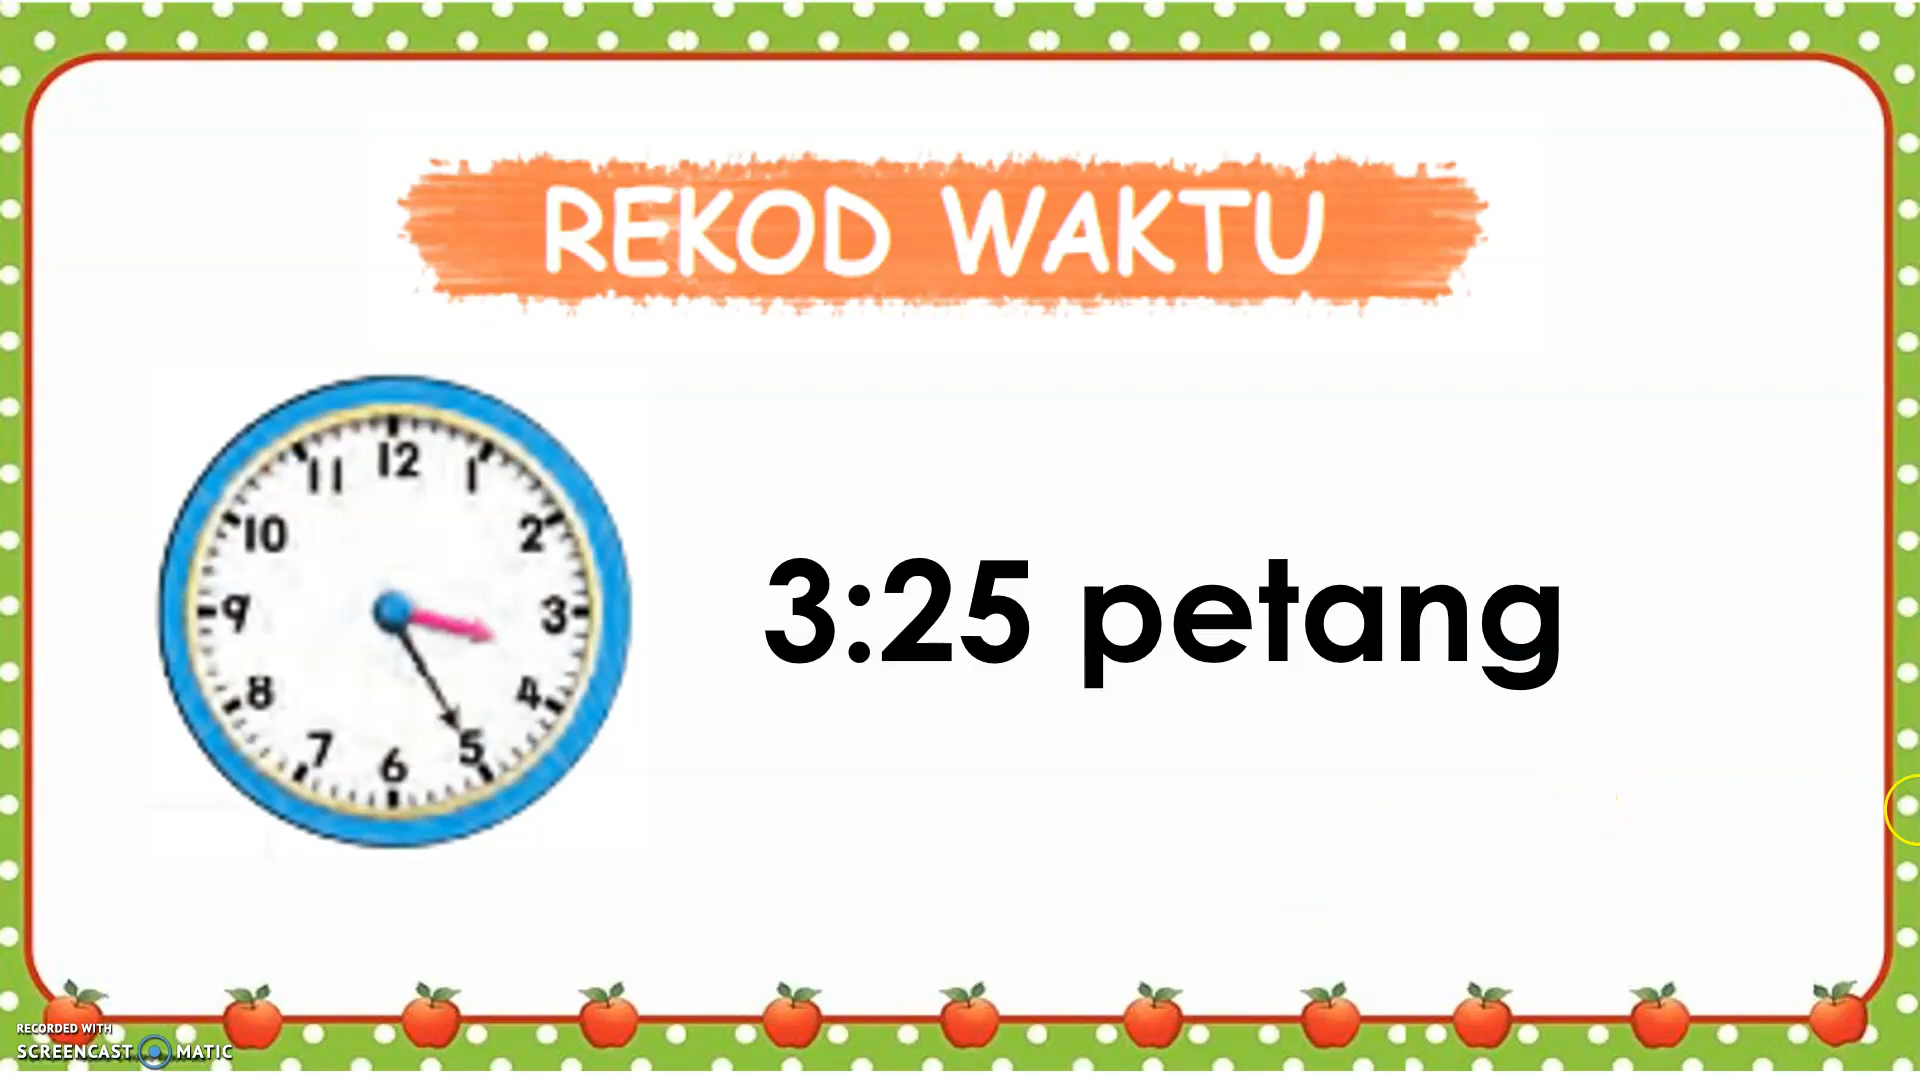 REKOD WAKTU
12
11 1
10 2
9 3
8 4
7 5
6
3:25 petang
RECORDED WITH
SCREENCAST MATIC